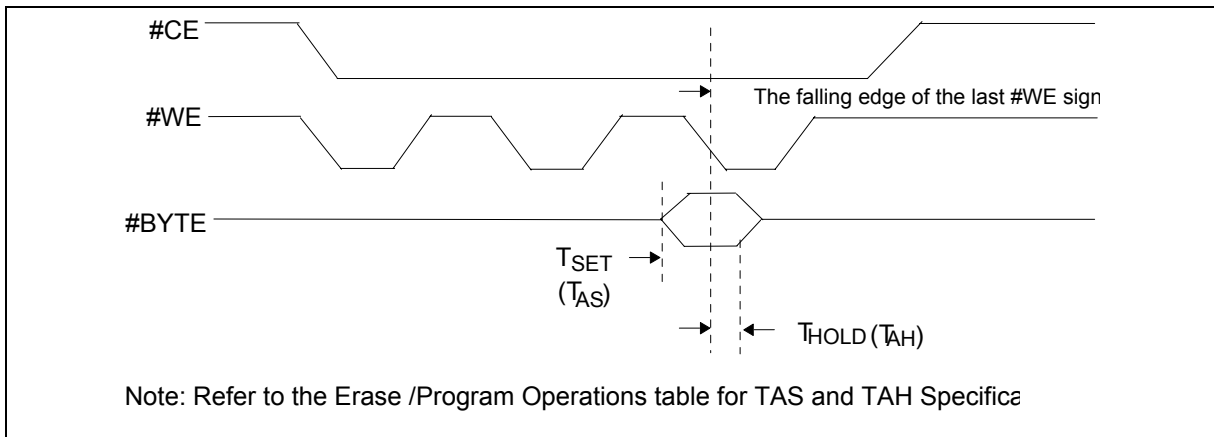 #CE
The falling edge of the last #WE sign
#WE
#BYTE
TSET
(TAS)
THOLD (TAH)
Note: Refer to the Erase /Program Operations table for TAS and TAH Specifica